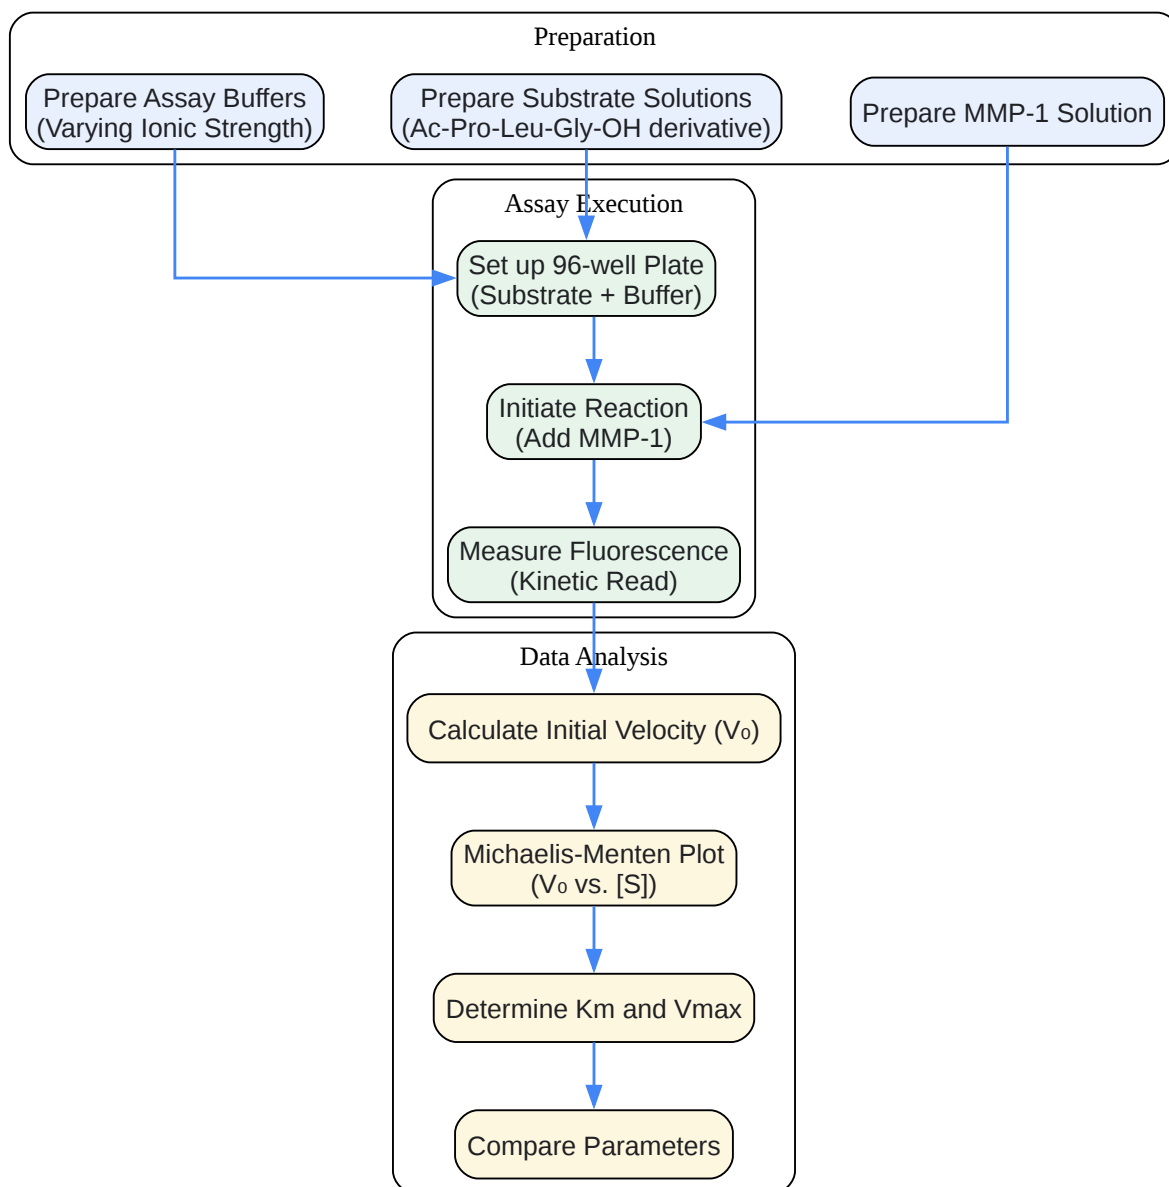 Preparation
Prepare Assay Buffers
(Varying Ionic Strength)
Prepare Substrate Solutions
(Ac-Pro-Leu-Gly-OH derivative)
Prepare MMP-1 Solution
Assay Execution
Set up 96-well Plate
(Substrate + Buffer)
Initiate Reaction
(Add MMP-1)
Measure Fluorescence
(Kinetic Read)
Data Analysis
Calculate Initial Velocity (V₀)
Michaelis-Menten Plot
(V₀ vs. [S])
Determine Km and Vmax
Compare Parameters